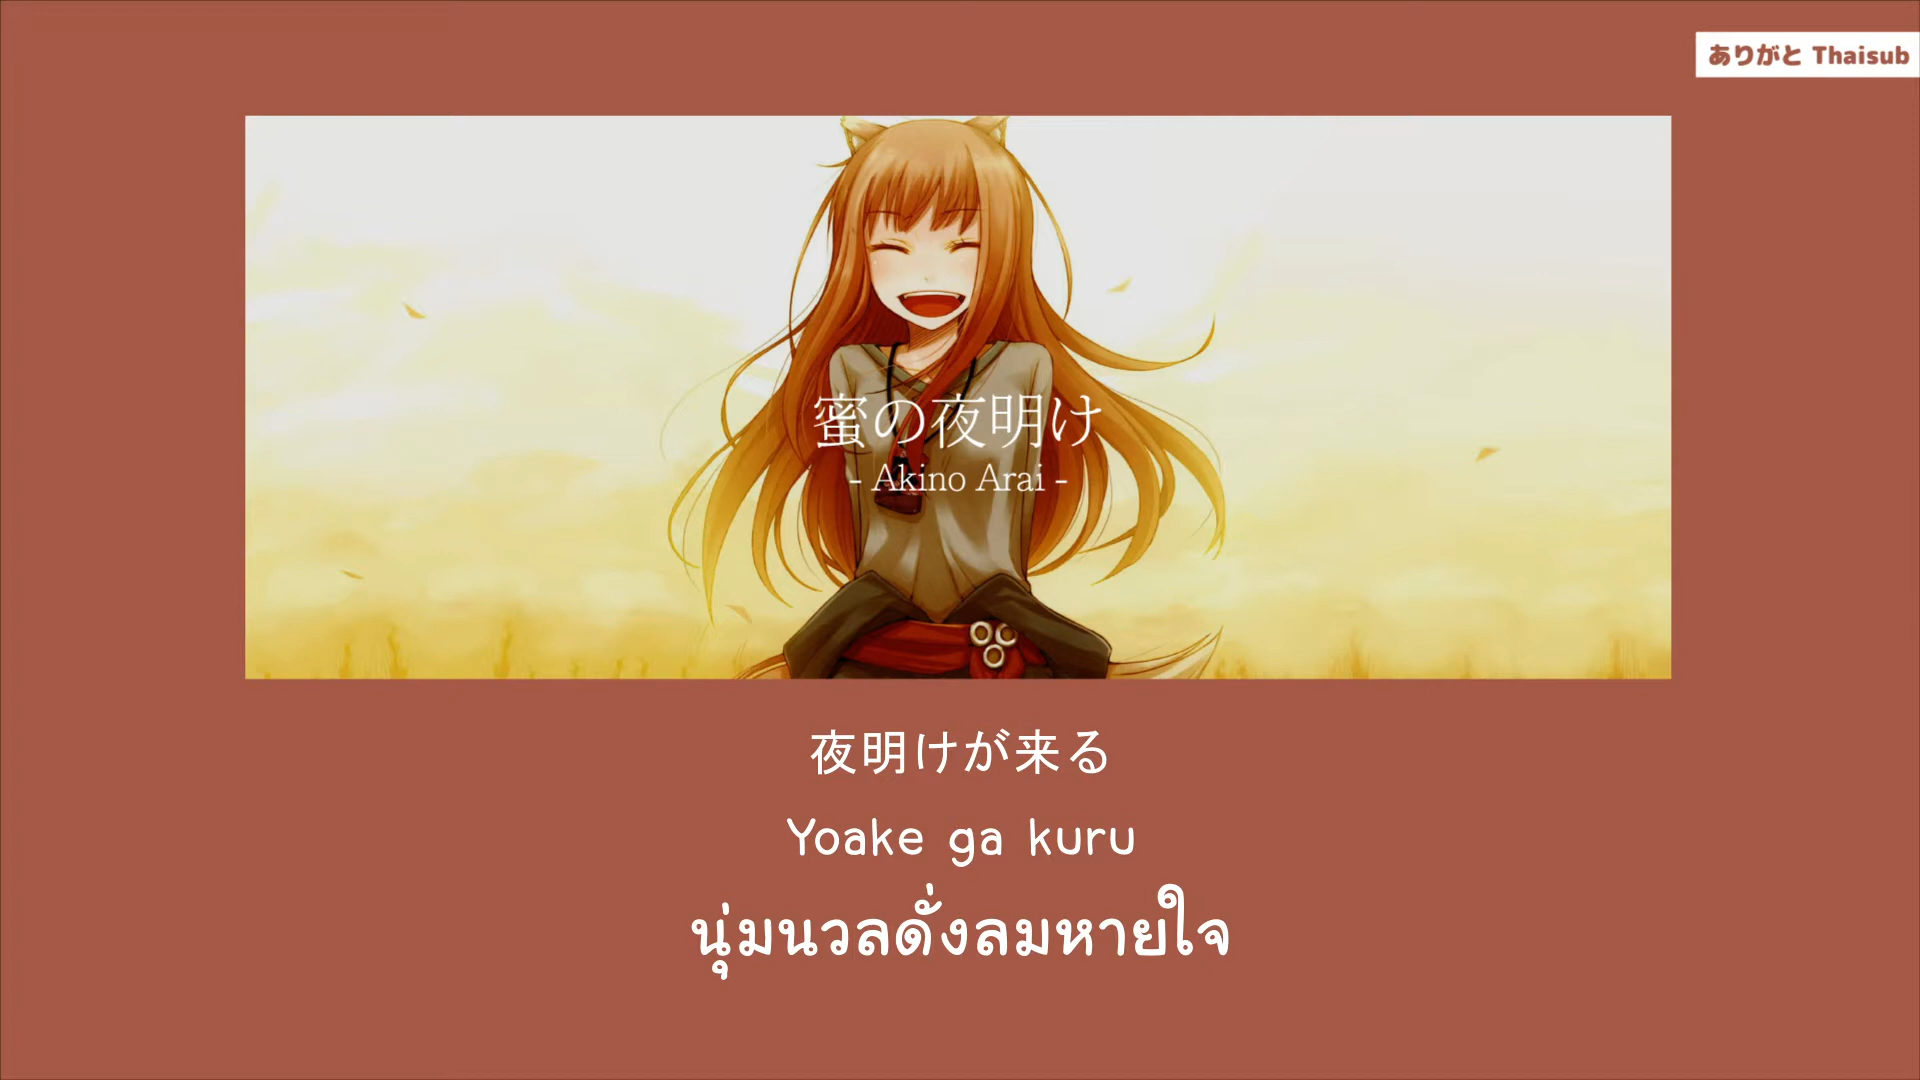 ありがと Thaisub
蜜の夜明け
- Akino Arai -
夜明けが来る
Yoake ga kuru
นุ่มนวลดั่งลมหายใจ